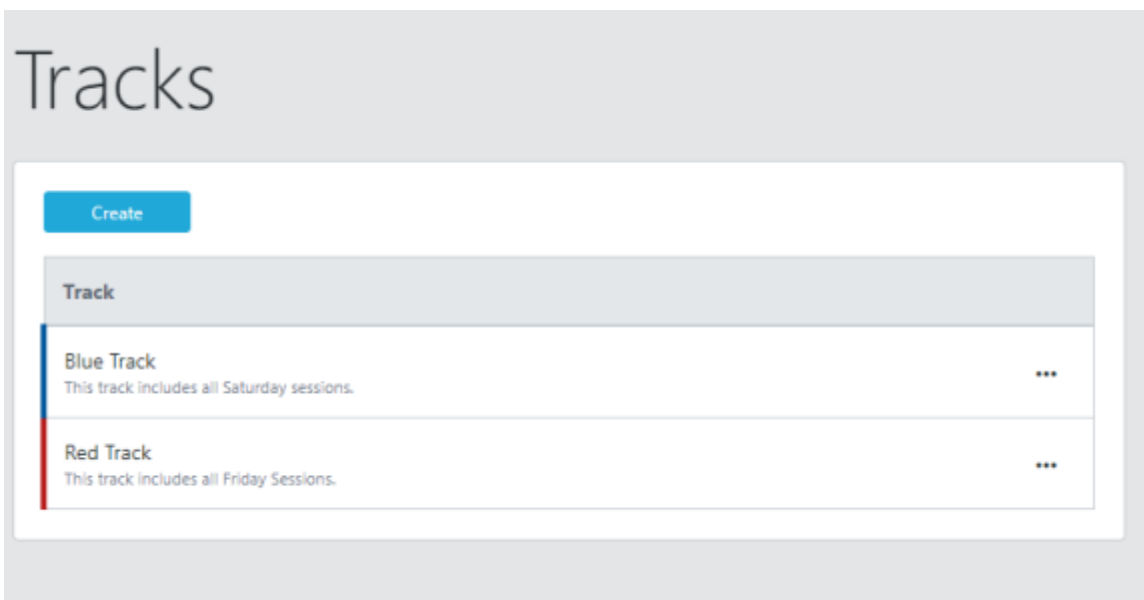 Tracks
Create
Track
Blue Track
This track includes all Saturday sessions.
Red Track
This track includes all Friday Sessions.